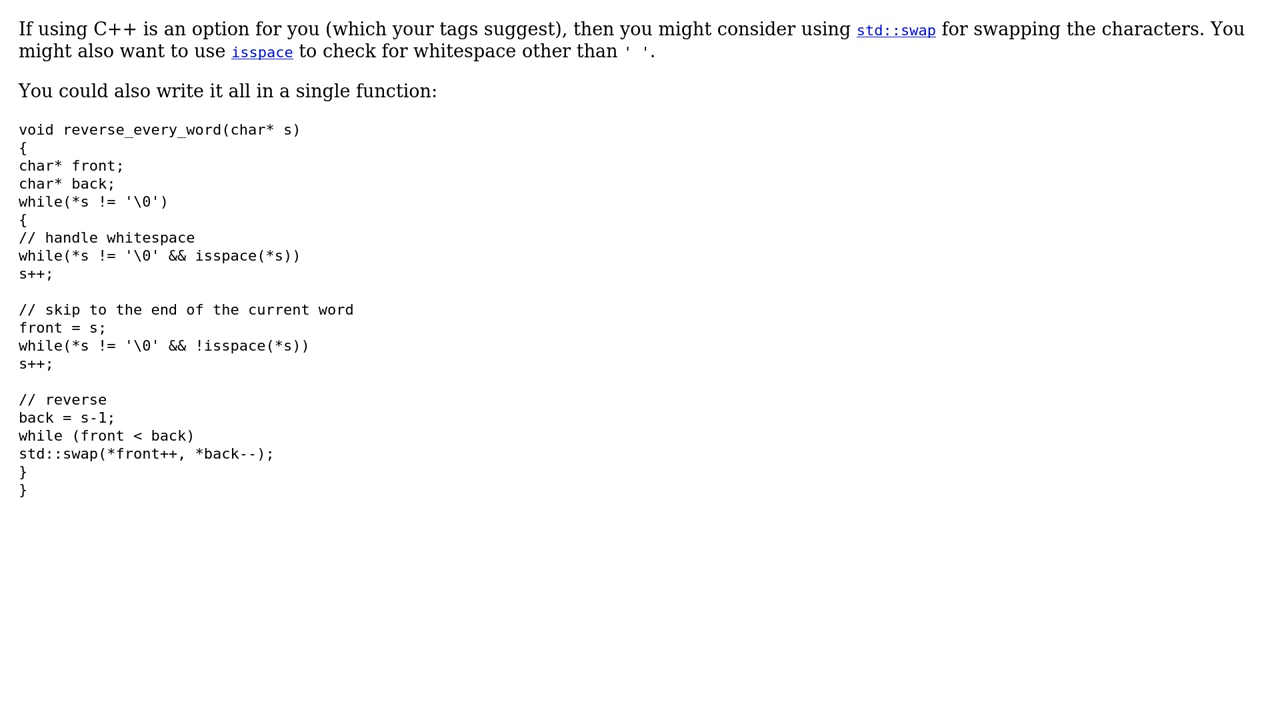 If using C++ is an option for you (which your tags suggest), then you might consider using std::swap for swapping the characters. You
might also want to use isspace to check for whitespace other than ' '.
You could also write it all in a single function:
void reverse_every_word(char* s)
{
char* front;
char* back;
while(*s != '\0')
{
// handle whitespace
while(*s != '\0' && isspace(*s))
s++;
// skip to the end of the current word
front = s;
while(*s != '\0' && !isspace(*s))
s++;
// reverse
back = s-1;
while (front < back)
std::swap(*front++, *back--);
}
}